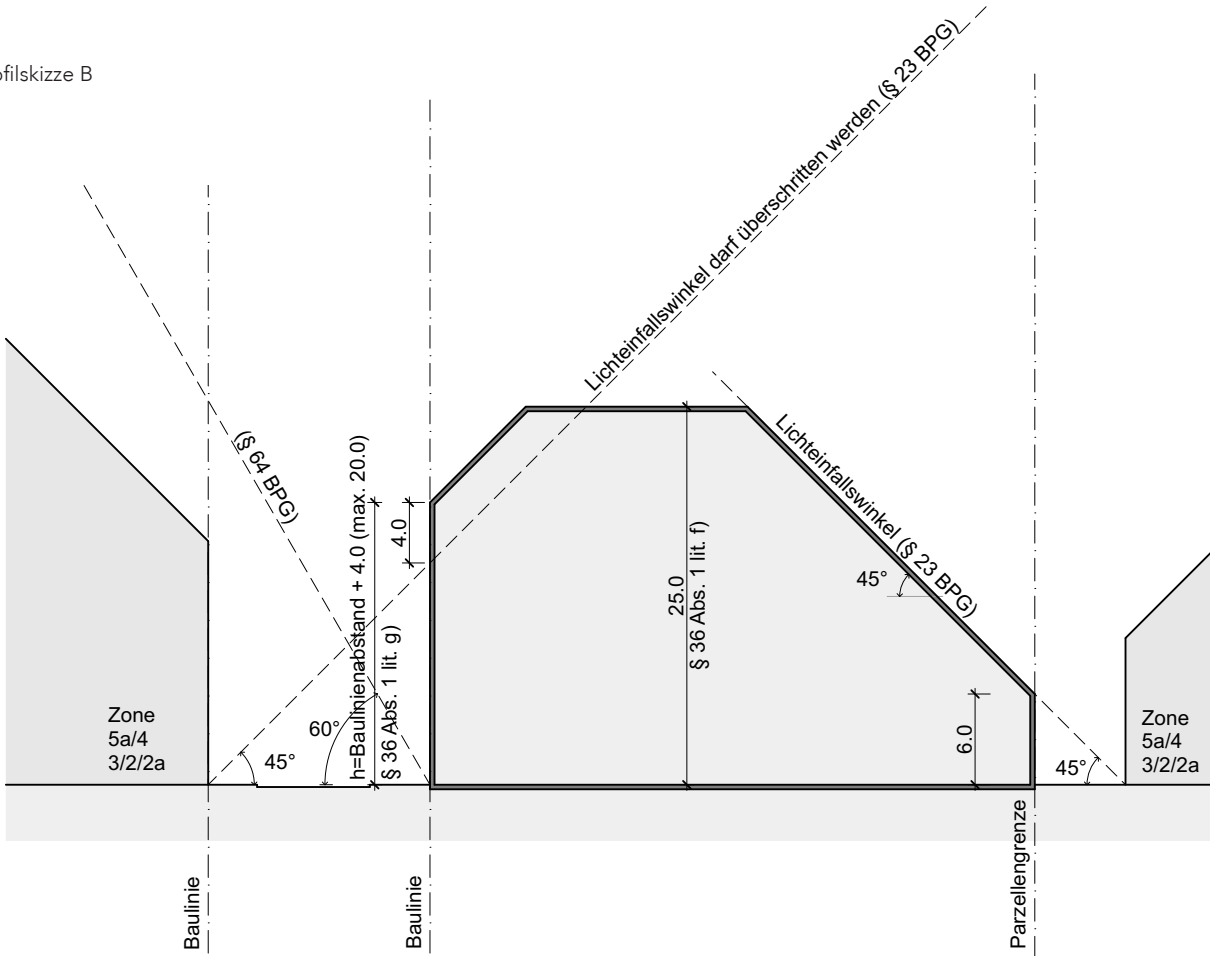 ofilskizze B
Lichteinfallswinkel darf überschritten werden (§ 23 BPG)
(§ 64 BPG)
h=Baulinienabstand + 4.0 (max. 20.0)
§ 36 Abs. 1 lit. g)
4.0
25.0
§ 36 Abs. 1 lit. f)
Lichteinfallswinkel (§ 23 BPG)
45°
6.0
Zone
5a/4
3/2/2a
45°
60°
45°
Zone
5a/4
3/2/2a
Baulinie
Baulinie
Parzellengrenze